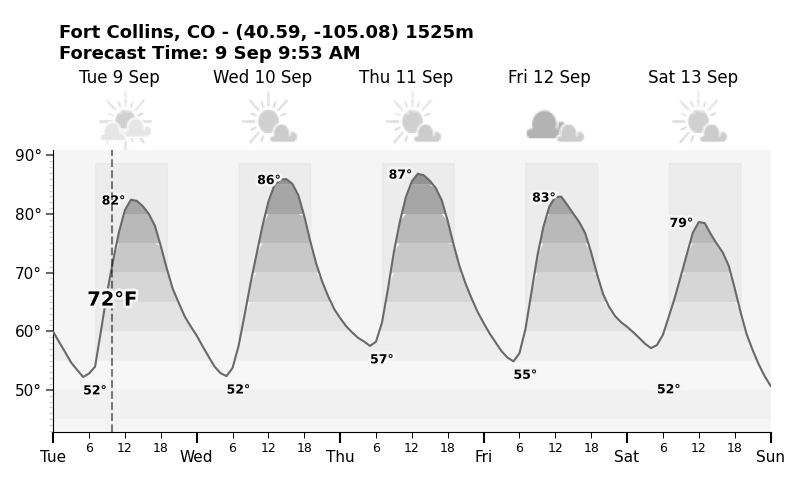 Fort Collins, CO - (40.59, -105.08) 1525m
Forecast Time: 9 Sep 9:53 AM
Tue 9 Sep Wed 10 Sep Thu 11 Sep Fri 12 Sep Sat 13 Sep
90°
80°
70°
60°
50°
82° 86° 87° 83° 79°
72°F
52° 52° 57° 55° 52°
6 12 18 6 12 18 6 12 18 6 12 18 6 12 18
Tue Wed Thu Fri Sat Sun